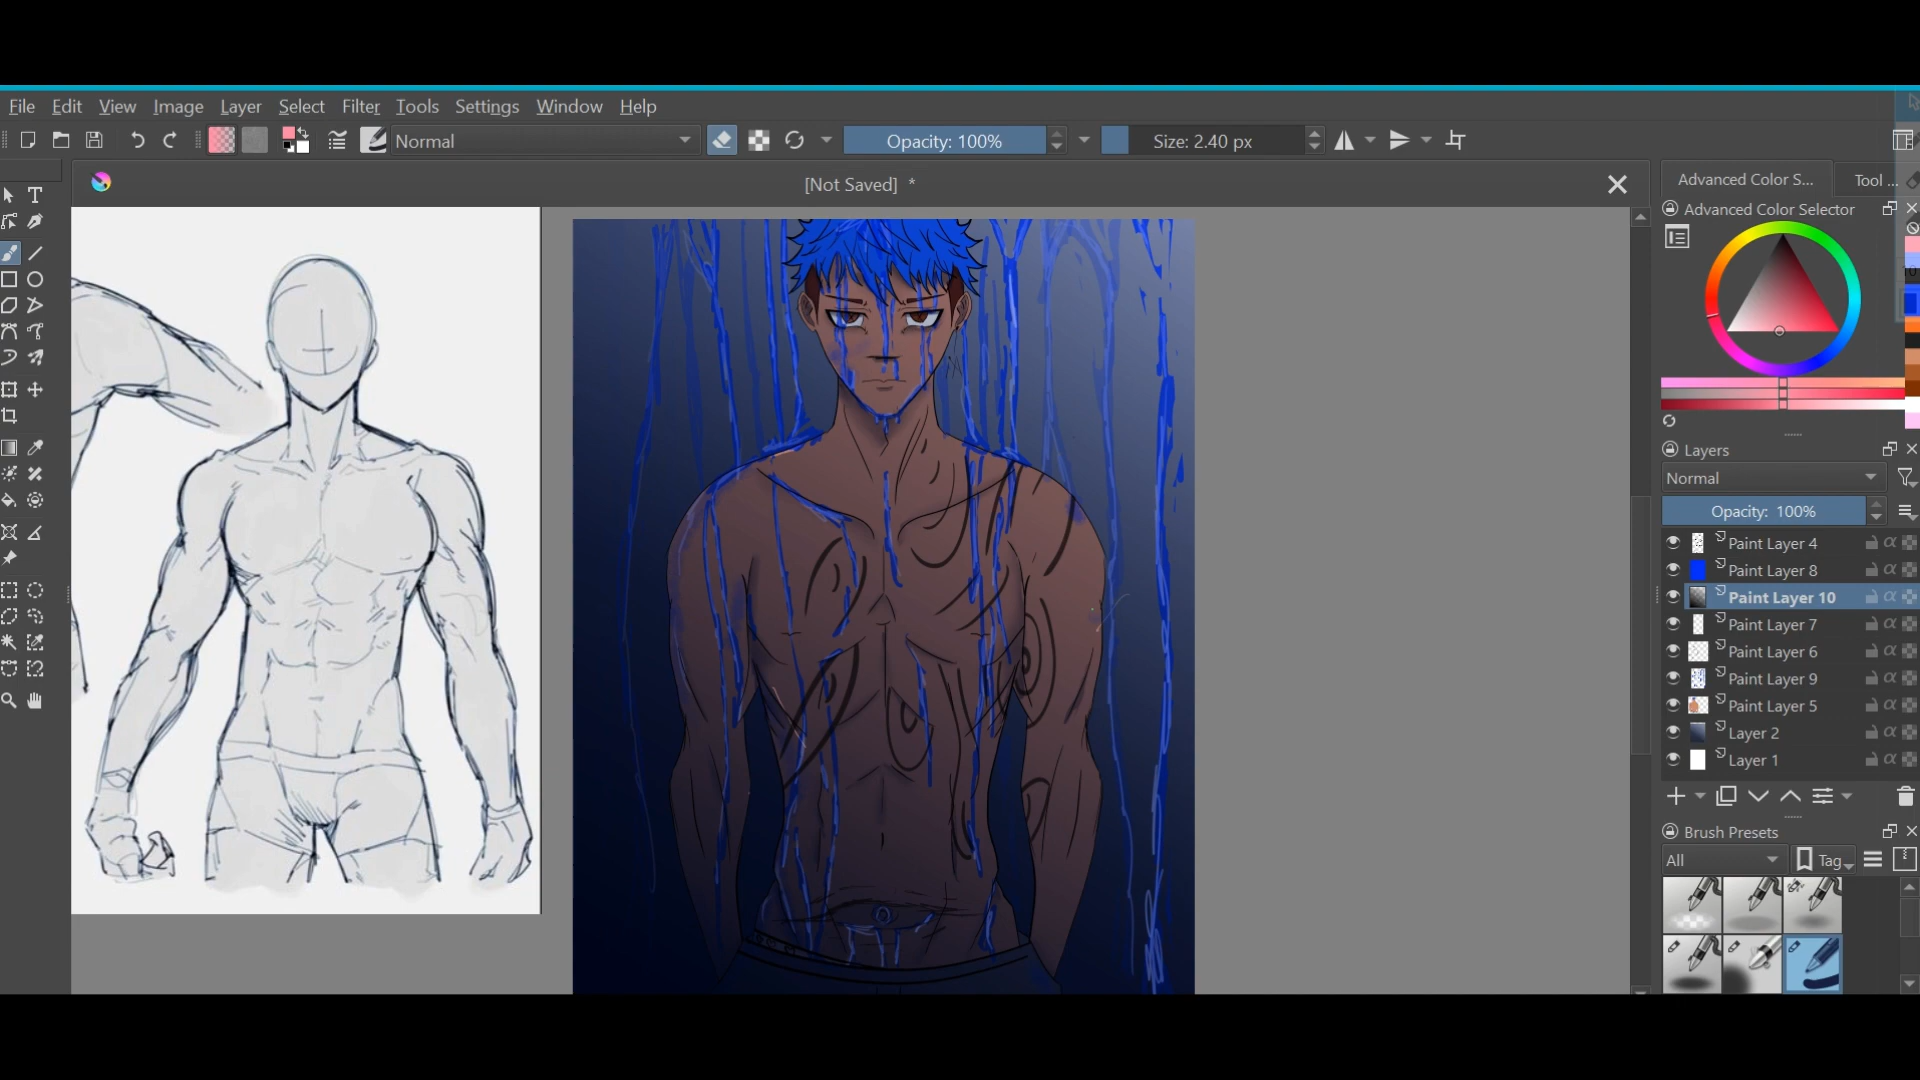 File Edit View Image Layer Select Filter Tools Settings Window Help
Normal Opacity: 100% Size: 2.40 px
[Not Saved] *
Advanced Color S... Tool ...
Advanced Color Selector
10
Layers
Normal
Opacity: 100%
Paint Layer 4
Paint Layer 8
Paint Layer 10
Paint Layer 7
Paint Layer 6
Paint Layer 9
Paint Layer 5
Layer 2
Layer 1
Brush Presets
All Tag